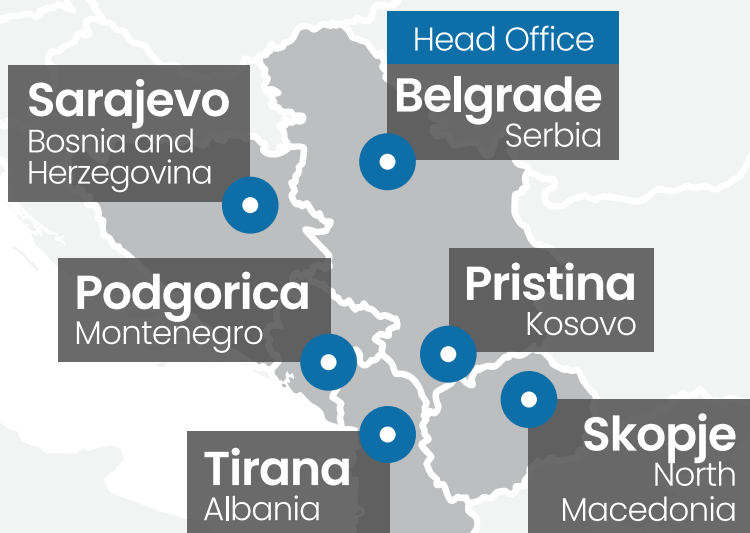 Head Office
Belgrade
Serbia
Sarajevo
Bosnia and
Herzegovina
Podgorica
Montenegro
Pristina
Kosovo
Tirana
Albania
Skopje
North
Macedonia